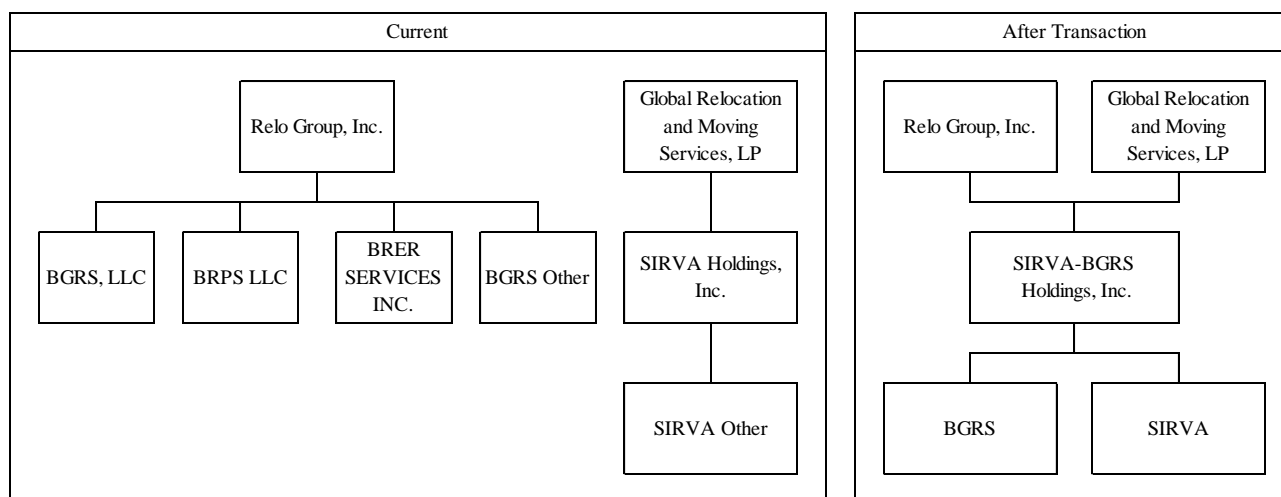 Current
Relo Group, Inc.
Global Relocation
and Moving
Services, LP
BGRS, LLC
BRPS LLC
BRER
SERVICES
INC.
BGRS Other
SIRVA Holdings,
Inc.
SIRVA Other
After Transaction
Relo Group, Inc.
Global Relocation
and Moving
Services, LP
SIRVA-BGRS
Holdings, Inc.
BGRS
SIRVA